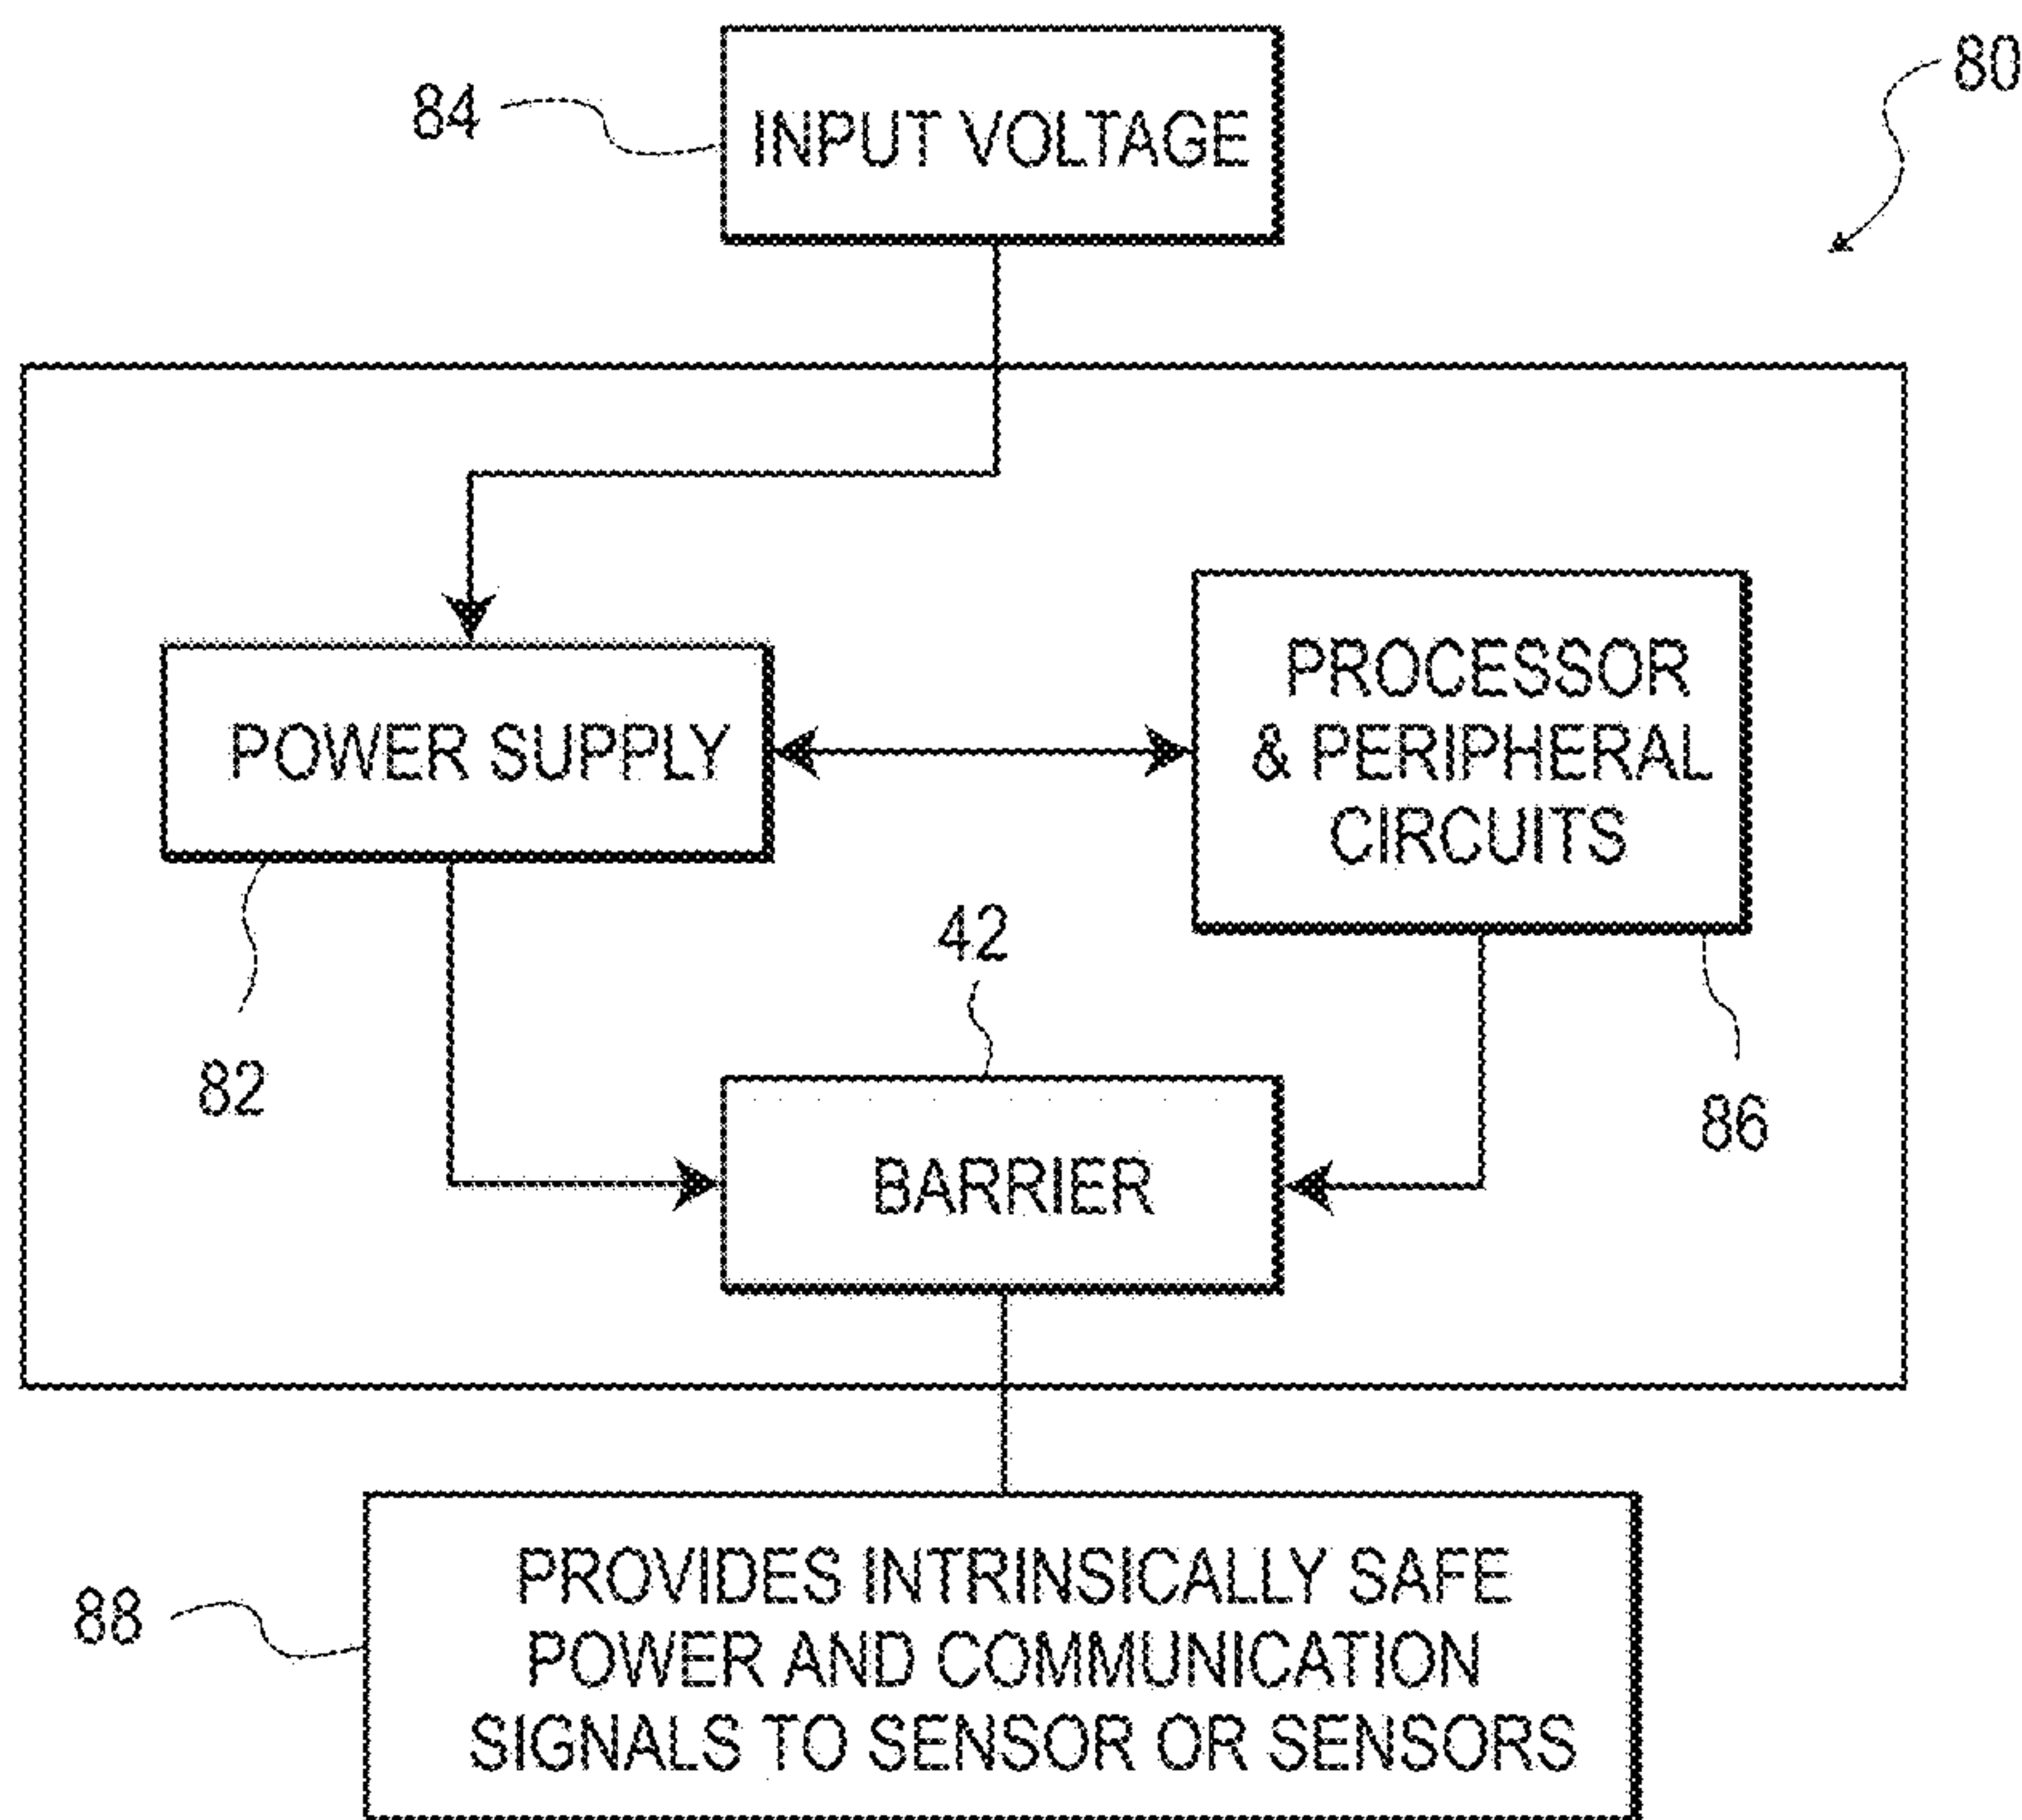 80
84
INPUT VOLTAGE
PROCESSOR
& PERIPHERAL
CIRCUITS
POWER SUPPLY
42
82
86
BARRIER
88
PROVIDES INTRINSICALLY SAFE
POWER AND COMMUNICATION
SIGNALS TO SENSOR OR SENSORS